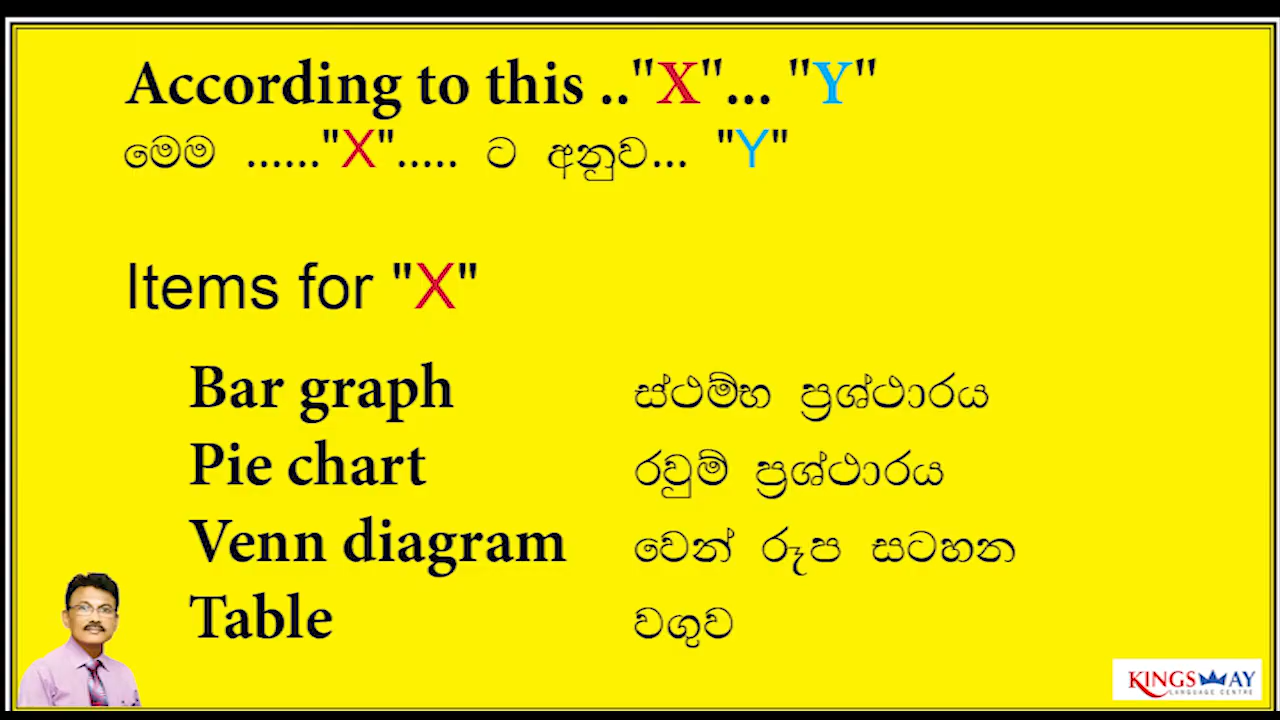 According to this .."X"... "Y"
මෙම ......"X"..... ට අනුව... "Y"
Items for "X"
Bar graph ස්ථම්භ ප්‍රශ්ථාරය
Pie chart රවුම් ප්‍රශ්ථාරය
Venn diagram වෙන් රූප සටහන
Table වගුව
KINGSWAY
LANGUAGE CENTRE